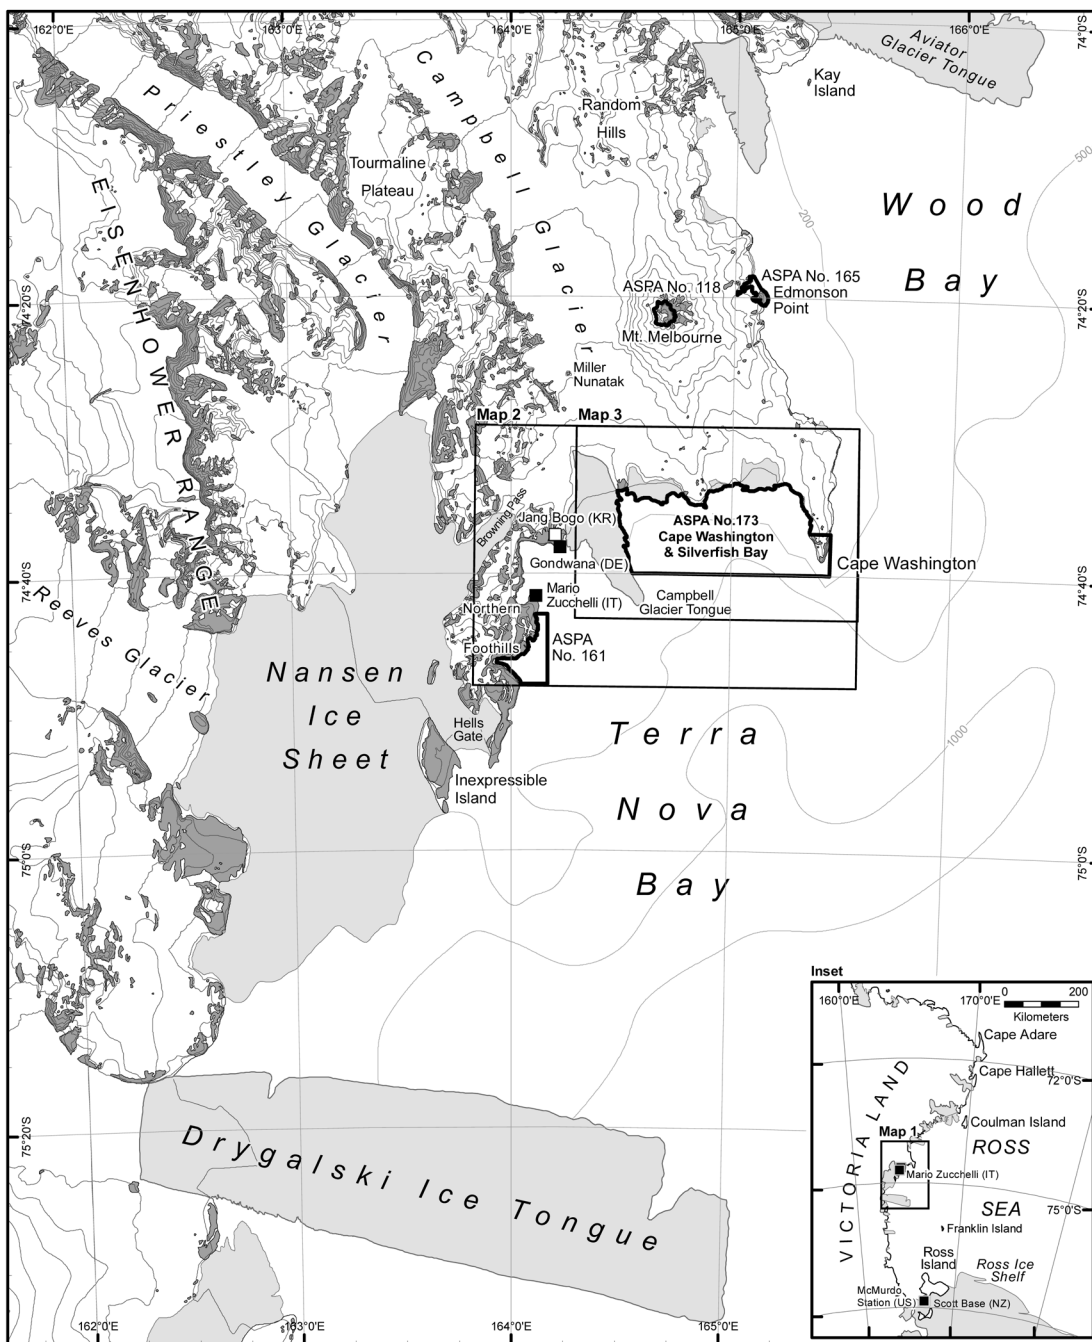 162°0'E
163°0'E
164°0'E
165°0'E
166°0'E
74°0'S
Aviator
Glacier Tongue
Kay
Island
Campbell Glacier
Random
Hills
Priestley Glacier
Tourmaline
Plateau
500
200
Wood
Bay
EISENHOWER RANGE
ASPA No. 165
Edmonson
Point
ASPA No. 118
Mt. Melbourne
74°20'S
74°20'S
Miller
Nunatak
Map 2
Map 3
Browning Pass
Jang Bogo (KR)
Gondwana (DE)
ASPA No.173
Cape Washington
& Silverfish Bay
Cape Washington
74°40'S
74°40'S
Mario
Zucchelli (IT)
Campbell
Glacier Tongue
Northern
Foothills
ASPA
No. 161
Reeves Glacier
Nansen
Ice
Sheet
Hells
Gate
Inexpressible
Island
Terra
Nova
Bay
1000
75°0'S
75°0'S
75°20'S
Drygalski Ice Tongue
162°0'E
163°0'E
164°0'E
165°0'E
Inset
160°0'E
170°0'E
0 200
Kilometers
Cape Adare
Cape Hallett
72°0'S
Coulman Island
VICTORIA LAND
Map 1
ROSS
SEA
Mario Zucchelli (IT)
75°0'S
Franklin Island
Ross
Island
Ross Ice
Shelf
McMurdo
Station (US)
Scott Base (NZ)